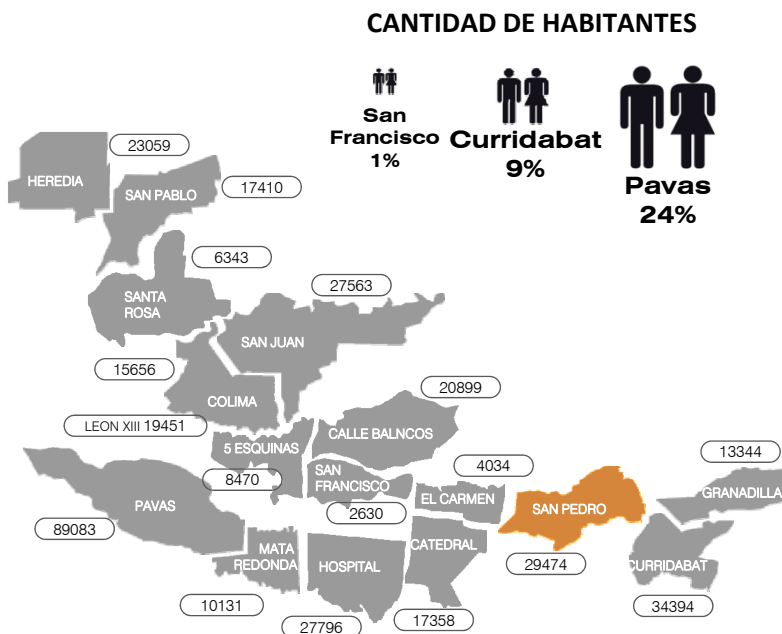 CANTIDAD DE HABITANTES
San
Francisco
1%
Curridabat
9%
Pavas
24%
23059
HEREDIA
SAN PABLO
17410
6343
SANTA
ROSA
27563
SAN JUAN
15656
COLIMA
20899
LEON XIII 19451
5 ESQUINAS
CALLE BALNCOS
8470
SAN
FRANCISCO
2630
4034
EL CARMEN
13344
GRANADILLA
SAN PEDRO
29474
PAVAS
89083
MATA
REDONDA
10131
HOSPITAL
27796
CATEDRAL
17358
CURRIDABAT
34394